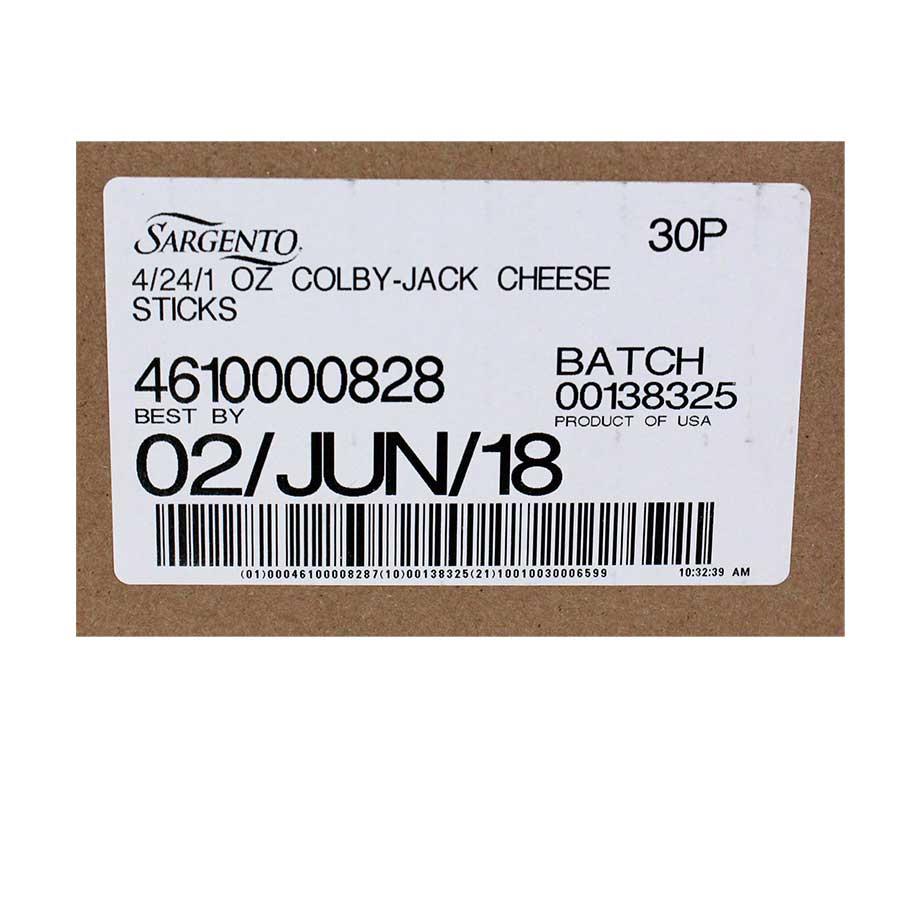 SARGENTO
30P
4/24/1 OZ COLBY-JACK CHEESE
STICKS
4610000828
BATCH
00138325
PRODUCT OF USA
BEST BY
02/JUN/18
(01)00046100008287(10)00138325(21)10010030006599
10:32:39 AM